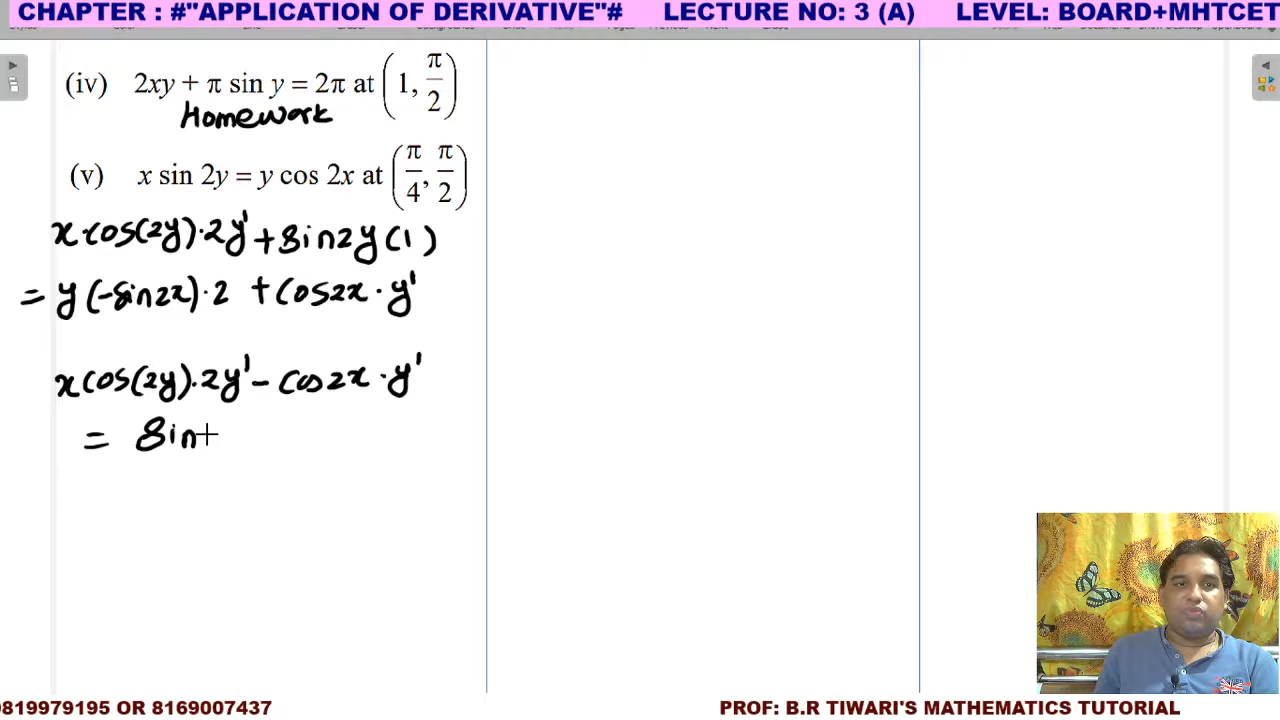 CHAPTER : #"APPLICATION OF DERIVATIVE"# LECTURE NO: 3 (A) LEVEL: BOARD+MHTCET
(iv) 2xy + π sin y = 2π at (1, π/2)
Homework
(v) x sin 2y = y cos 2x at (π/4, π/2)
x·cos(2y)·2y' + sin2y(1)
= y(-sin2x)·2 + cos2x·y'
xcos(2y)·2y' - cos2x·y'
= sin
9819979195 OR 8169007437 PROF: B.R TIWARI'S MATHEMATICS TUTORIAL